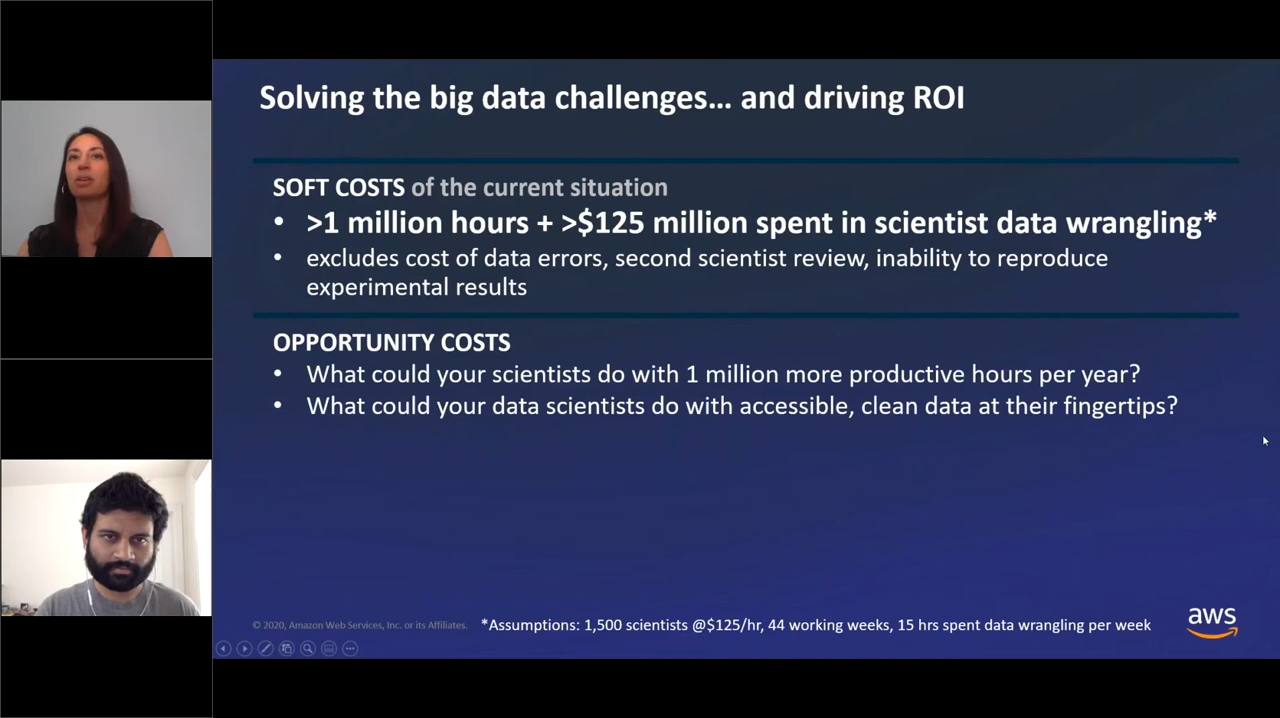 Solving the big data challenges… and driving ROI
SOFT COSTS of the current situation
• >1 million hours + >$125 million spent in scientist data wrangling*
• excludes cost of data errors, second scientist review, inability to reproduce
experimental results
OPPORTUNITY COSTS
• What could your scientists do with 1 million more productive hours per year?
• What could your data scientists do with accessible, clean data at their fingertips?
© 2020, Amazon Web Services, Inc. or its Affiliates.
*Assumptions: 1,500 scientists @$125/hr, 44 working weeks, 15 hrs spent data wrangling per week
aws